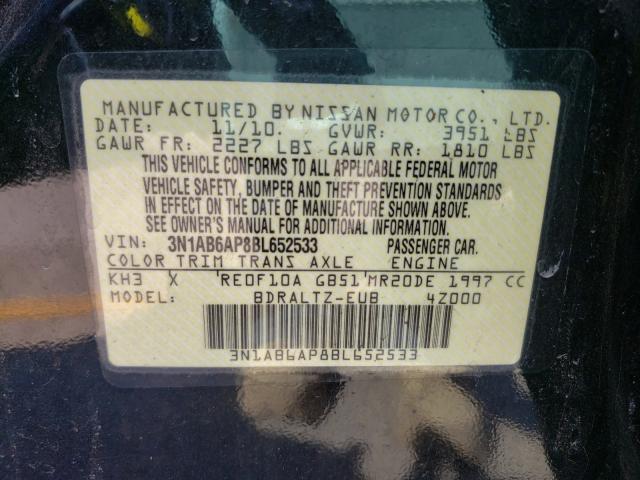 MANUFACTURED BY NISSAN MOTOR CO., LTD.
DATE: 11/10. GVWR: 3951 LBS
GAWR FR: 2227 LBS GAWR RR: 1810 LBS
THIS VEHICLE CONFORMS TO ALL APPLICABLE FEDERAL MOTOR
VEHICLE SAFETY, BUMPER AND THEFT PREVENTION STANDARDS
IN EFFECT ON THE DATE OF MANUFACTURE SHOWN ABOVE.
SEE OWNER'S MANUAL FOR ADDITIONAL INFORMATION.
VIN: 3N1AB6AP8BL652533 PASSENGER CAR.
COLOR TRIM TRANS AXLE ENGINE
KH3 X RE0F10A GB51 MR20DE 1997 CC
MODEL: BDRALTZ-EUB 4Z000
3N1AB6AP8BL652533